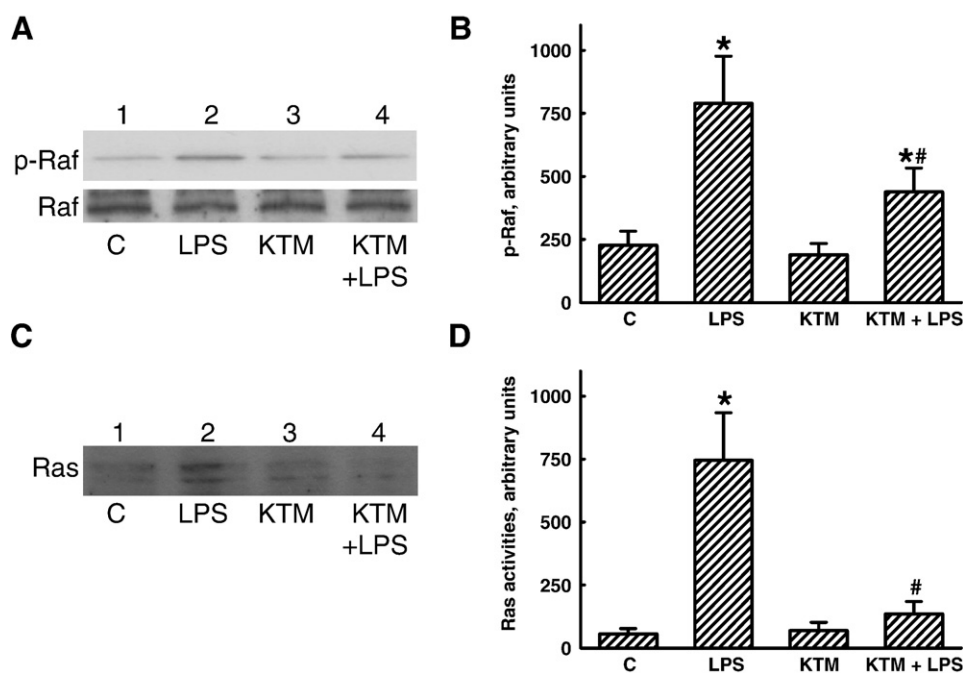 A
1 2 3 4
p-Raf
Raf
C LPS KTM KTM
+LPS
B
p-Raf, arbitrary units
1000
750
500
250
0
*
*#
C LPS KTM KTM + LPS
C
1 2 3 4
Ras
C LPS KTM KTM
+LPS
D
Ras activities, arbitrary units
1000
750
500
250
0
*
#
C LPS KTM KTM + LPS